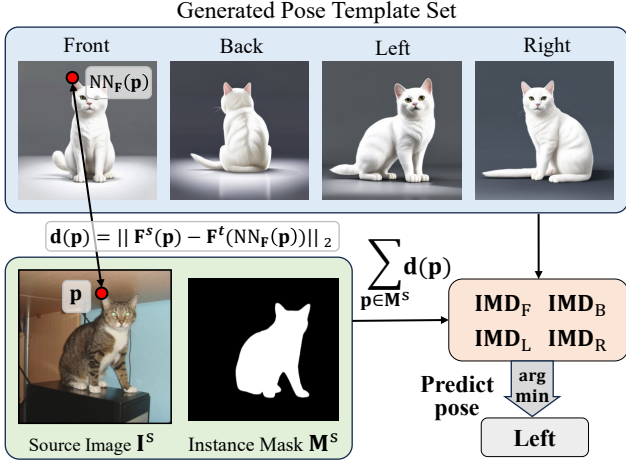 Generated Pose Template Set
Front Back Left Right
NN_F(p)
d(p) = || F^s(p) − F^t(NN_F(p))||_2
p
∑_{p∈M^S} d(p)
IMD_F IMD_B
IMD_L IMD_R
Predict pose
arg min
Left
Source Image I^S
Instance Mask M^S